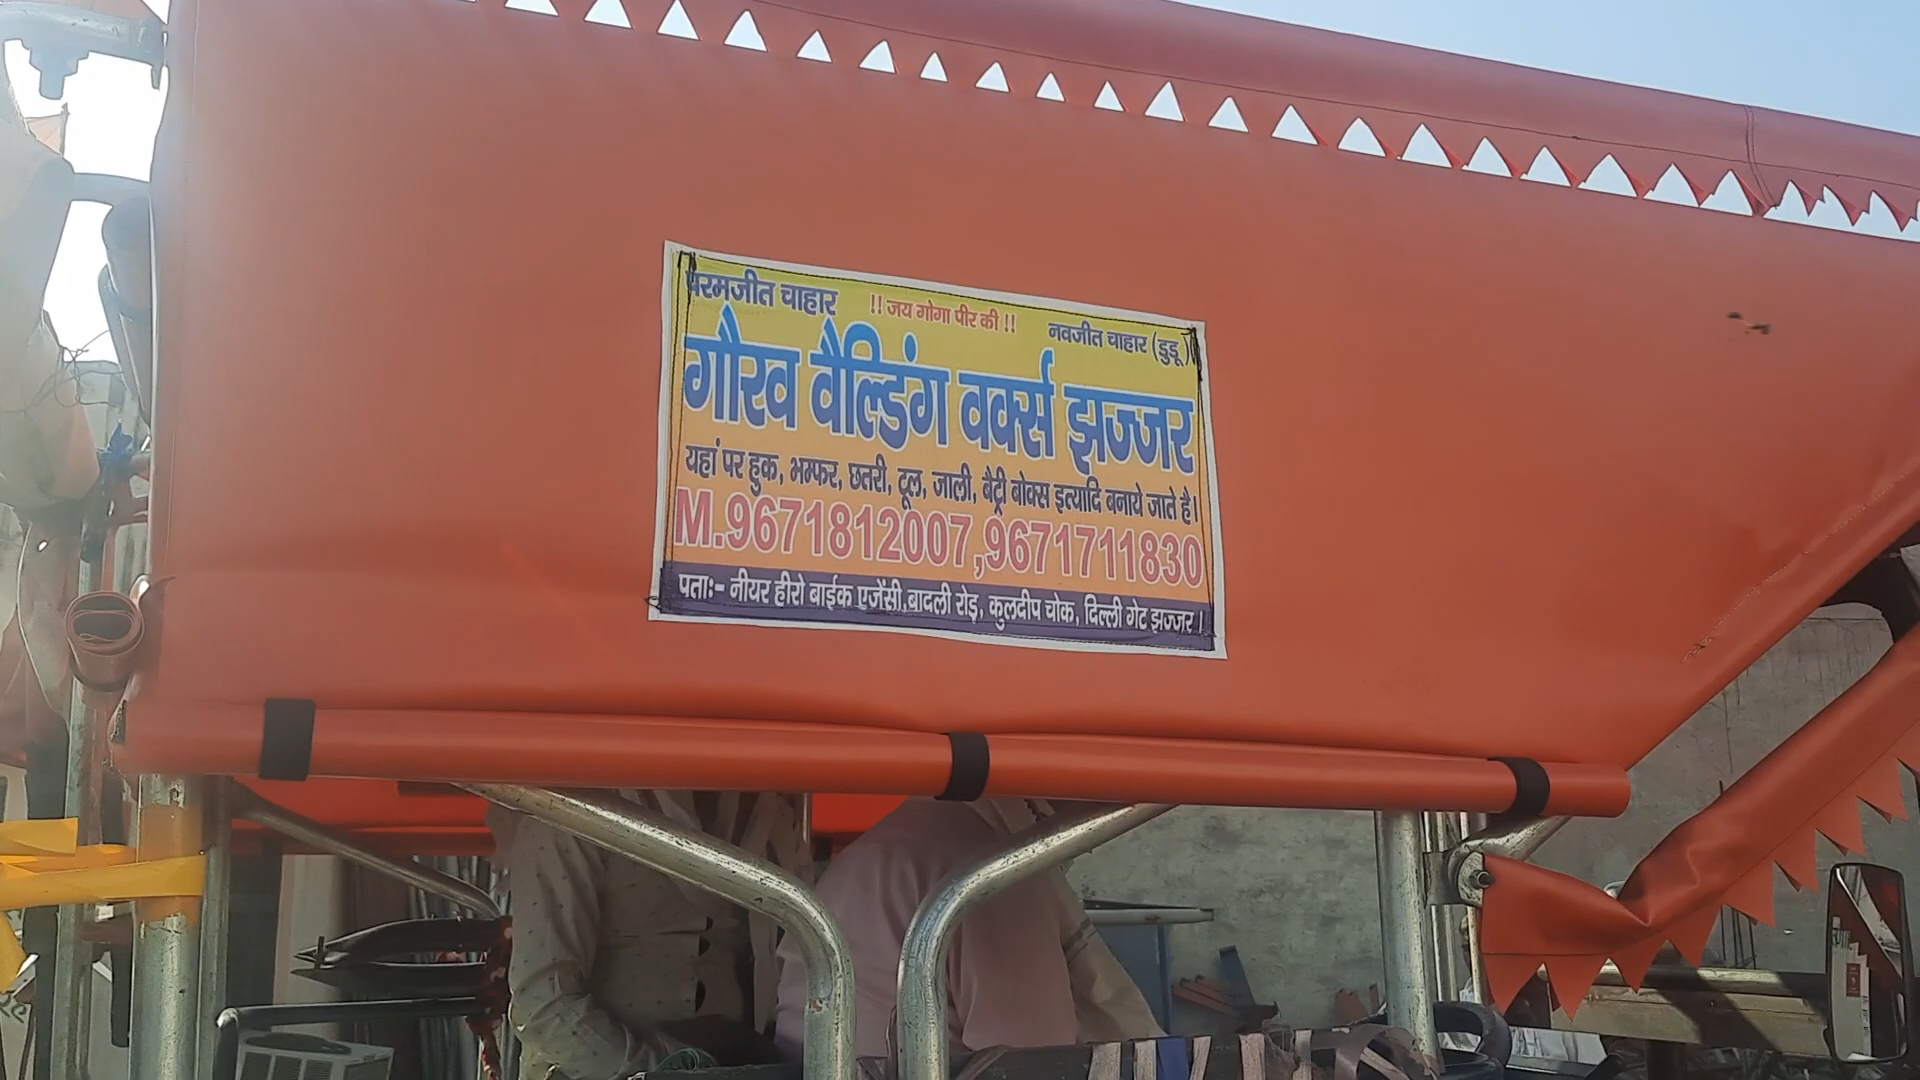 परमजीत चाहार
!! जय गोगा पीर की !!
नवजीत चाहार (डुडू)
गौरव वैल्डिंग वर्क्स झज्जर
यहां पर हुक, भम्फर, छतरी, टूल, जाली, बैट्री बोक्स इत्यादि बनाये जाते है।
M.9671812007,9671711830
पताः- नीयर हीरो बाईक एजेंसी,बादली रोड़, कुलदीप चोक, दिल्ली गेट झज्जर।